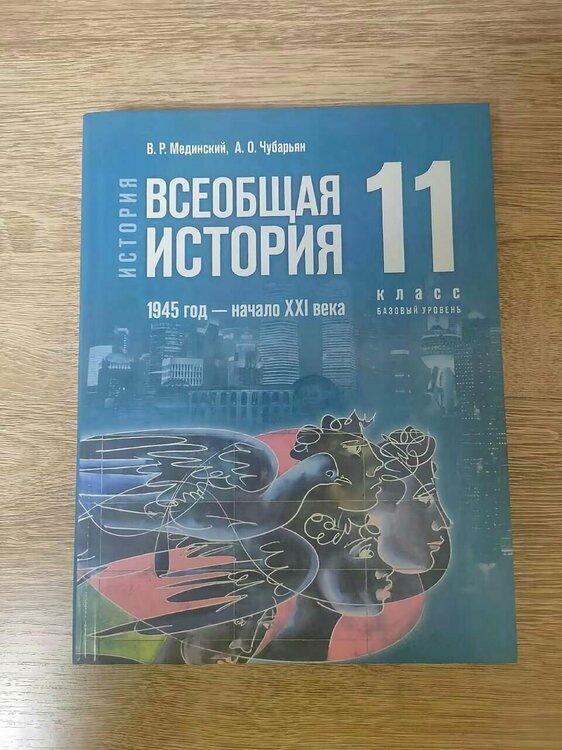 В. Р. Мединский, А. О. Чубарьян
ИСТОРИЯ
ВСЕОБЩАЯ
ИСТОРИЯ
1945 год — начало XXI века
11
класс
БАЗОВЫЙ УРОВЕНЬ